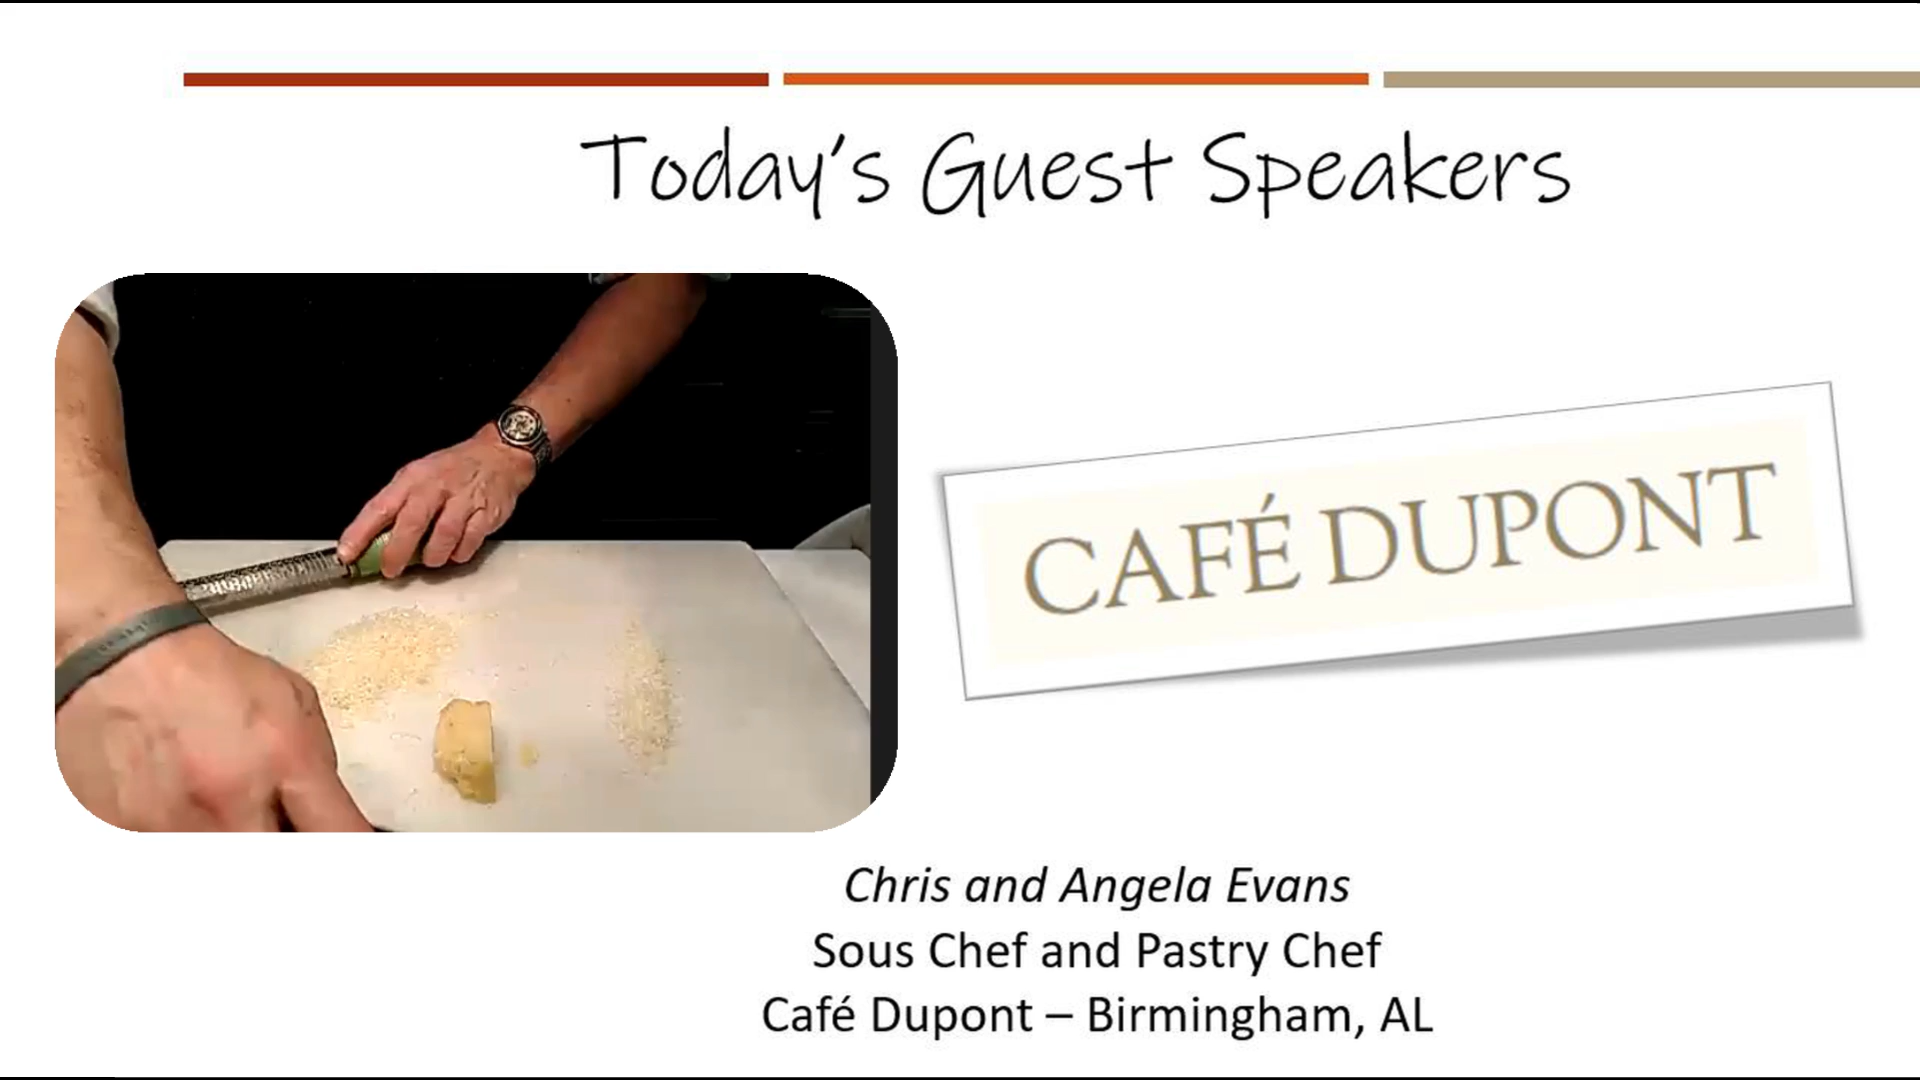 Today's Guest Speakers
CAFÉ DUPONT
Chris and Angela Evans
Sous Chef and Pastry Chef
Café Dupont – Birmingham, AL